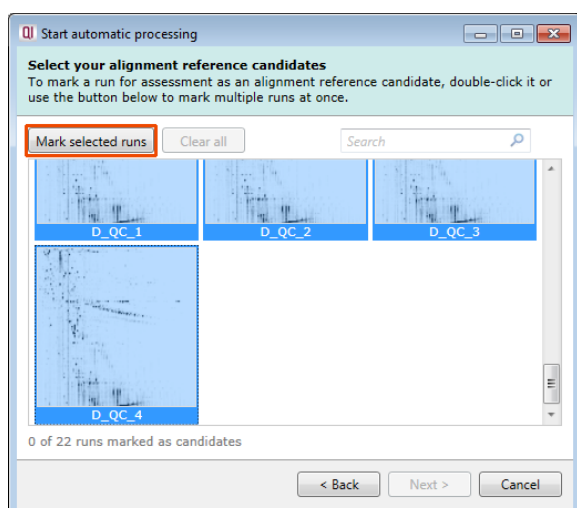 QI Start automatic processing
Select your alignment reference candidates
To mark a run for assessment as an alignment reference candidate, double-click it or
use the button below to mark multiple runs at once.
Mark selected runs Clear all Search
D_QC_1 D_QC_2 D_QC_3
D_QC_4
0 of 22 runs marked as candidates
< Back Next > Cancel